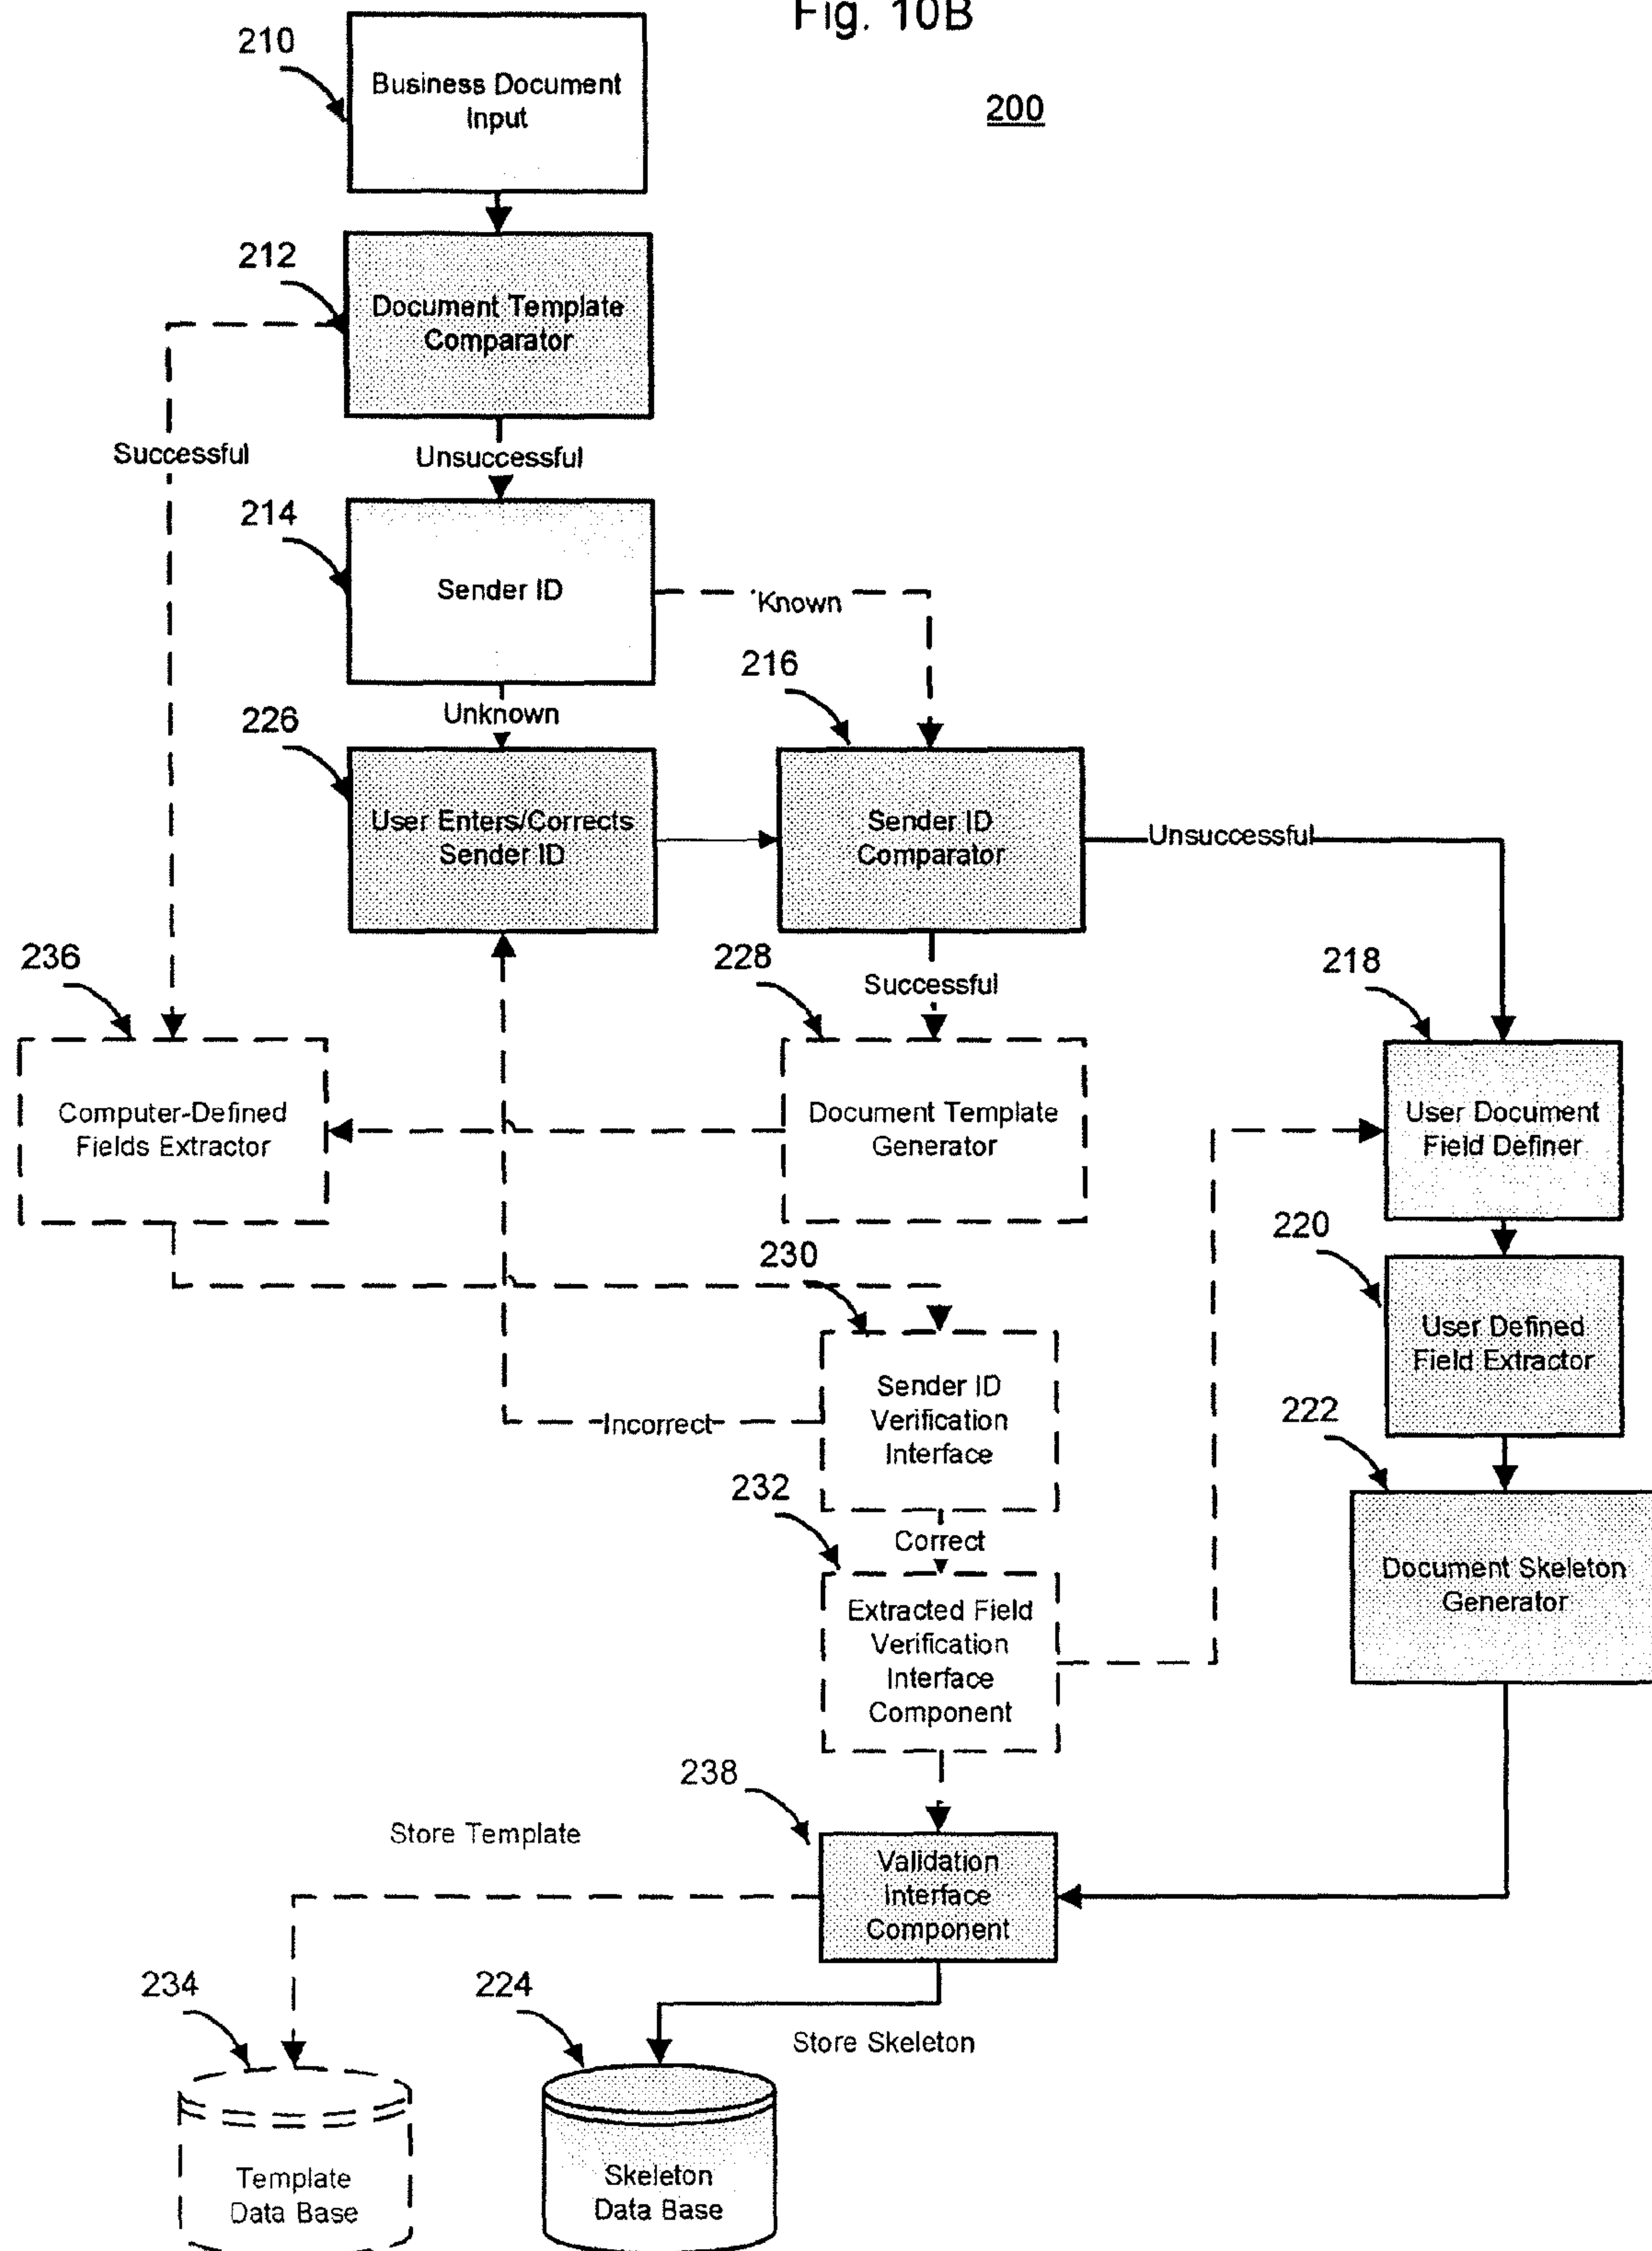 Fig. 10B
200
210
Business Document
Input
212
Document Template
Comparator
Successful
Unsuccessful
214
Sender ID
Known
216
Unknown
226
User Enters/Corrects
Sender ID
Sender ID
Comparator
Unsuccessful
236
228
Successful
218
Computer-Defined
Fields Extractor
Document Template
Generator
User Document
Field Definer
230
220
User Defined
Field Extractor
Sender ID
Verification
Interface
Incorrect
222
232
Correct
Document Skeleton
Generator
Extracted Field
Verification
Interface
Component
238
Store Template
Validation
Interface
Component
234
224
Store Skeleton
Template
Data Base
Skeleton
Data Base